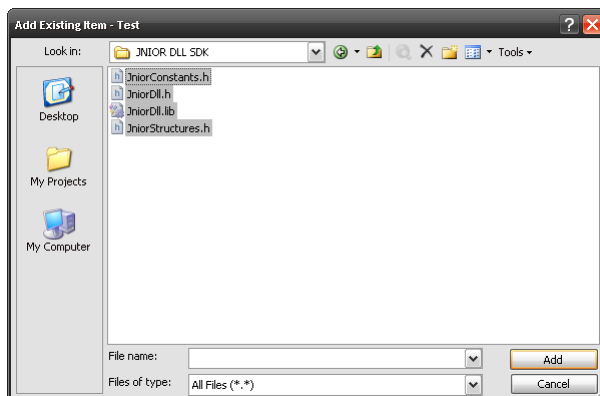 Add Existing Item - Test
Look in: JNIOR DLL SDK Tools
JniorConstants.h
JniorDll.h
JniorDll.lib
JniorStructures.h
Desktop
My Projects
My Computer
File name: Add
Files of type: All Files (*.*) Cancel